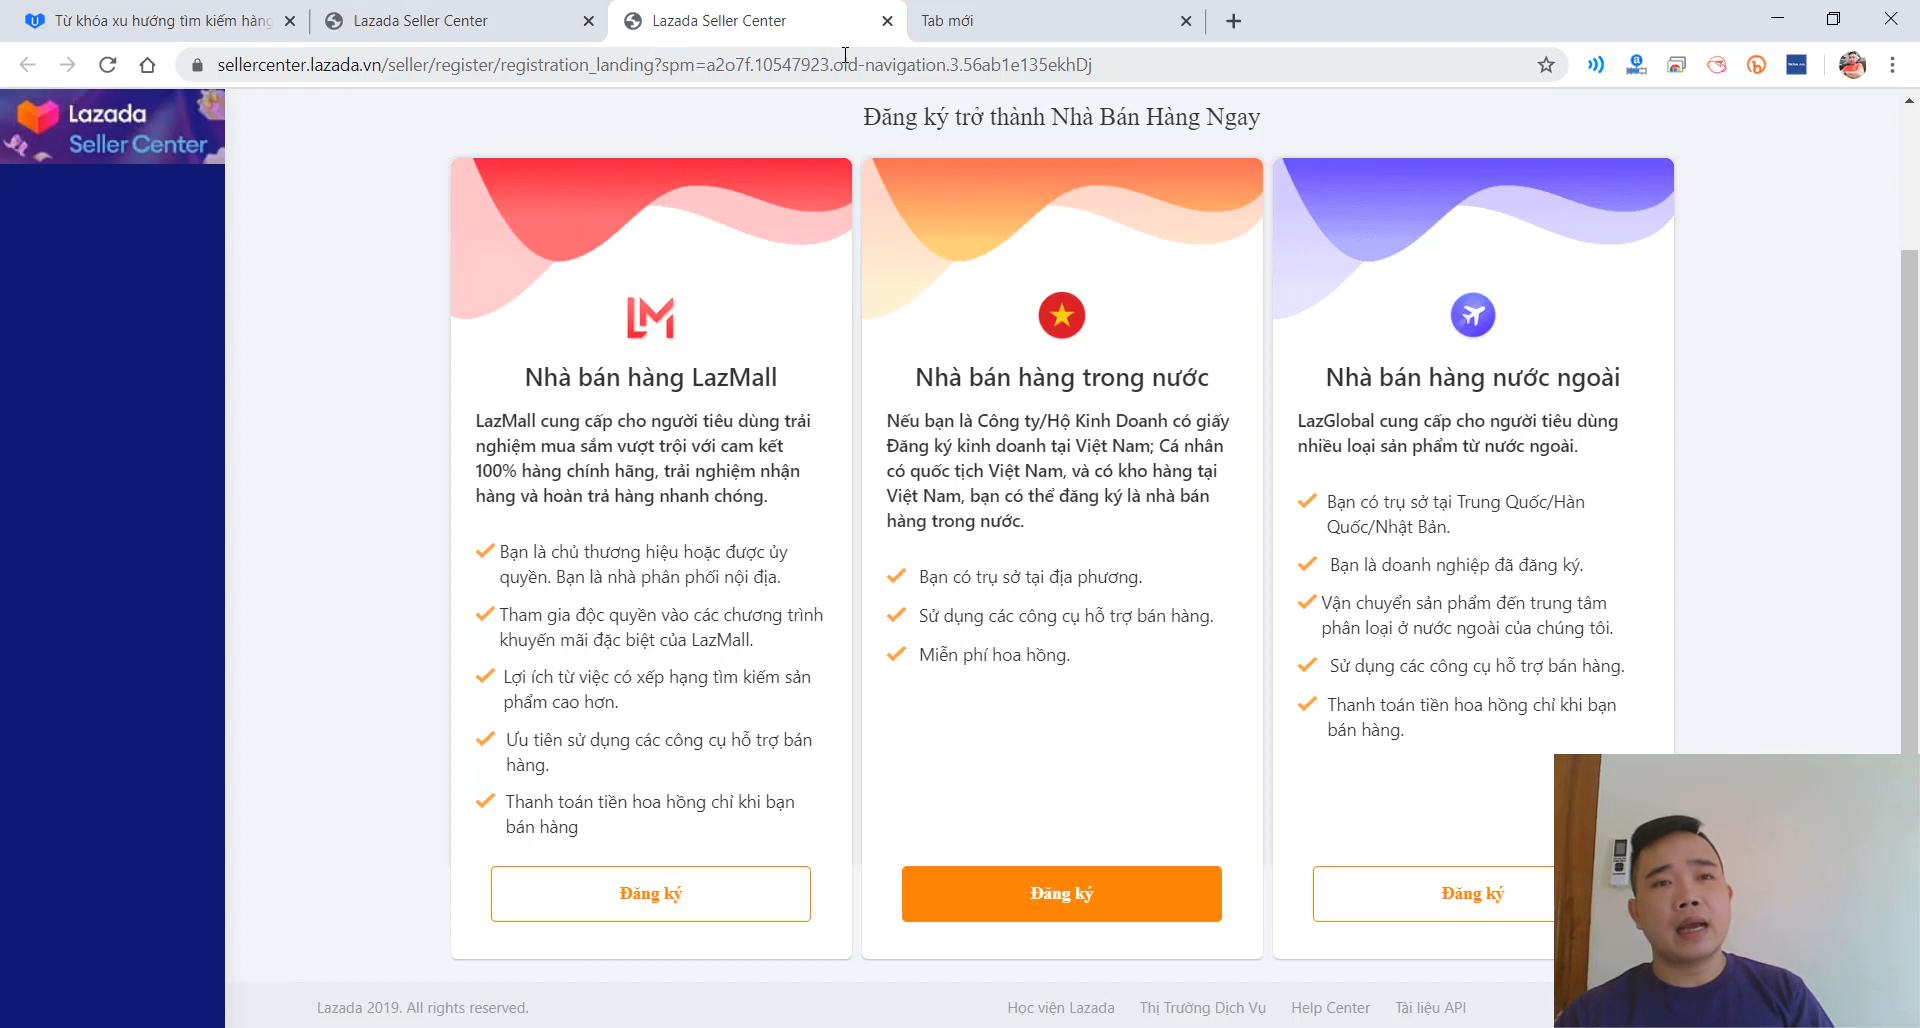 Từ khóa xu hướng tìm kiếm hàng
Lazada Seller Center
Lazada Seller Center
Tab mới
sellercenter.lazada.vn/seller/register/registration_landing?spm=a2o7f.10547923.old-navigation.3.56ab1e135ekhDj
Lazada
Seller Center
Đăng ký trở thành Nhà Bán Hàng Ngay
LM
Nhà bán hàng LazMall
LazMall cung cấp cho người tiêu dùng trải
nghiệm mua sắm vượt trội với cam kết
100% hàng chính hãng, trải nghiệm nhận
hàng và hoàn trả hàng nhanh chóng.
Bạn là chủ thương hiệu hoặc được ủy
quyền. Bạn là nhà phân phối nội địa.
Tham gia độc quyền vào các chương trình
khuyến mãi đặc biệt của LazMall.
Lợi ích từ việc có xếp hạng tìm kiếm sản
phẩm cao hơn.
Ưu tiên sử dụng các công cụ hỗ trợ bán
hàng.
Thanh toán tiền hoa hồng chỉ khi bạn
bán hàng
Đăng ký
Nhà bán hàng trong nước
Nếu bạn là Công ty/Hộ Kinh Doanh có giấy
Đăng ký kinh doanh tại Việt Nam; Cá nhân
có quốc tịch Việt Nam, và có kho hàng tại
Việt Nam, bạn có thể đăng ký là nhà bán
hàng trong nước.
Bạn có trụ sở tại địa phương.
Sử dụng các công cụ hỗ trợ bán hàng.
Miễn phí hoa hồng.
Đăng ký
Nhà bán hàng nước ngoài
LazGlobal cung cấp cho người tiêu dùng
nhiều loại sản phẩm từ nước ngoài.
Bạn có trụ sở tại Trung Quốc/Hàn
Quốc/Nhật Bản.
Bạn là doanh nghiệp đã đăng ký.
Vận chuyển sản phẩm đến trung tâm
phân loại ở nước ngoài của chúng tôi.
Sử dụng các công cụ hỗ trợ bán hàng.
Thanh toán tiền hoa hồng chỉ khi bạn
bán hàng.
Đăng ký
Lazada 2019. All rights reserved.
Học viện Lazada
Thị Trường Dịch Vụ
Help Center
Tài liệu API